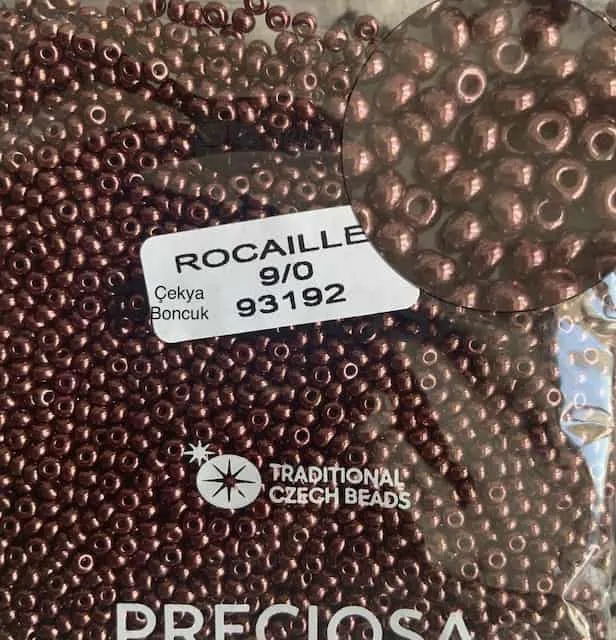 ROCAILLE
9/0
93192
Çekya
Boncuk
TRADITIONAL
CZECH BEADS
PRECIOSA